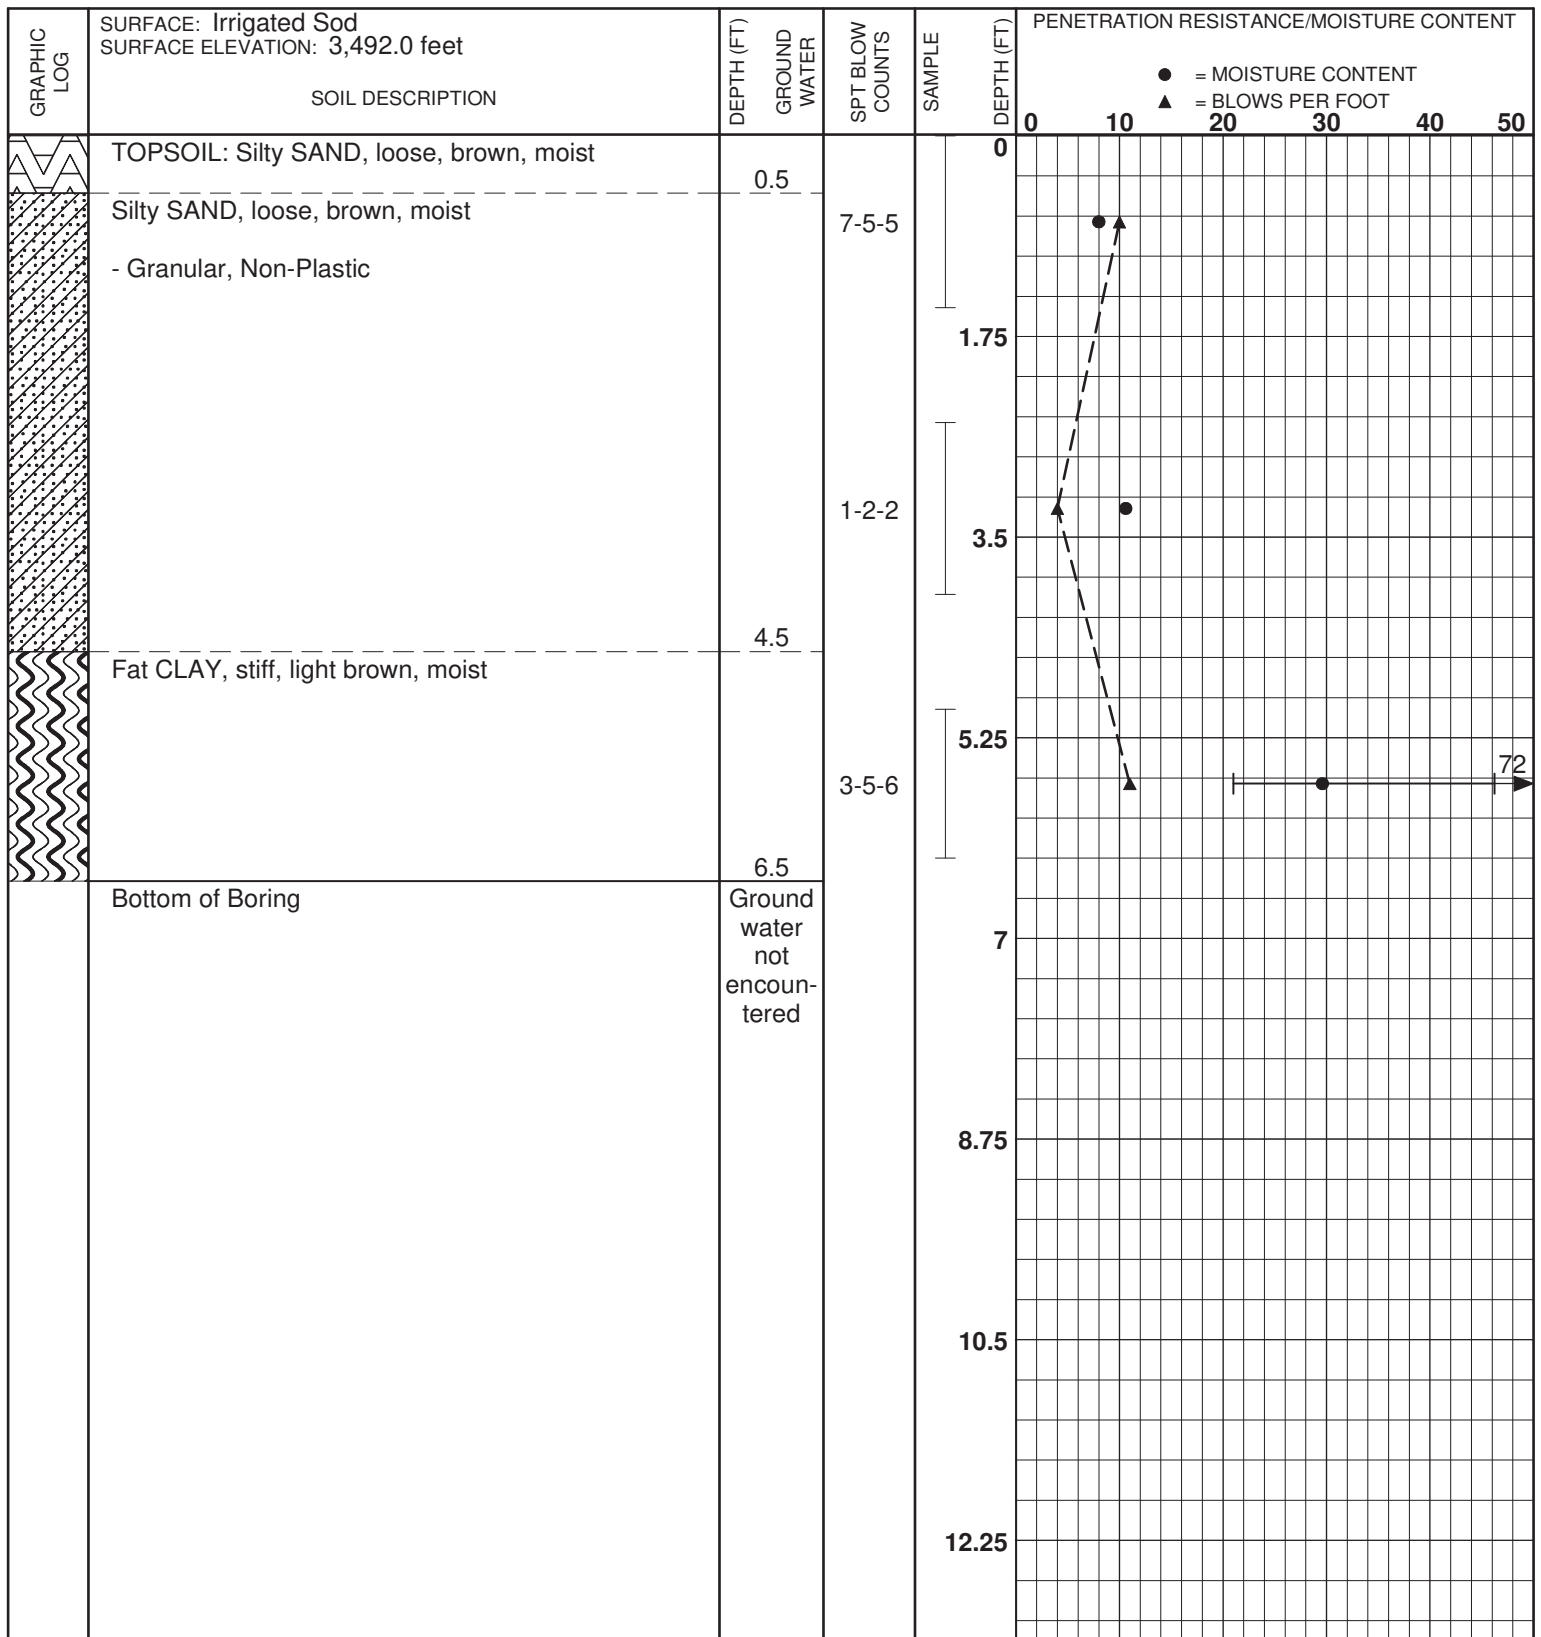 GRAPHIC
LOG
SURFACE: Irrigated Sod
SURFACE ELEVATION: 3,492.0 feet
SOIL DESCRIPTION
DEPTH (FT)
GROUND
WATER
SPT BLOW
COUNTS
SAMPLE
DEPTH (FT)
PENETRATION RESISTANCE/MOISTURE CONTENT
= MOISTURE CONTENT
= BLOWS PER FOOT
0 10 20 30 40 50
TOPSOIL: Silty SAND, loose, brown, moist
0
0.5
Silty SAND, loose, brown, moist
7-5-5
- Granular, Non-Plastic
1.75
1-2-2
3.5
4.5
Fat CLAY, stiff, light brown, moist
5.25
72
3-5-6
6.5
Bottom of Boring
Ground
water
not
encoun-
tered
7
8.75
10.5
12.25